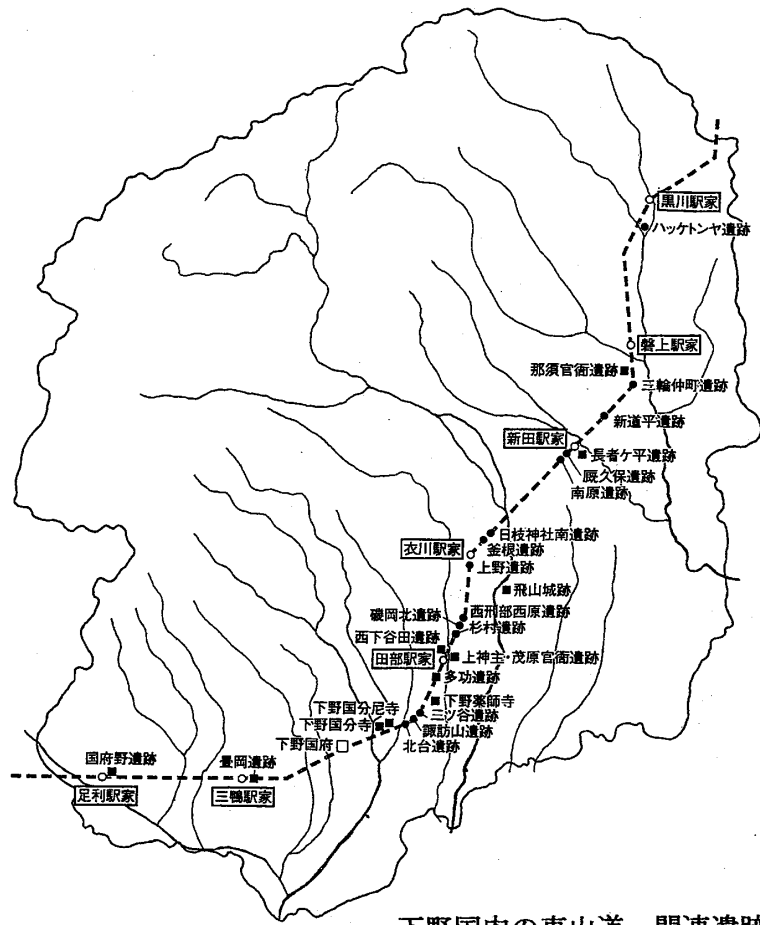 黒川駅家
ハッケトンヤ遺跡
磐上駅家
那須官衙遺跡
三輪仲町遺跡
新道平遺跡
新田駅家
長者ケ平遺跡
厩久保遺跡
南原遺跡
日枝神社南遺跡
衣川駅家
釜根遺跡
上野遺跡
飛山城跡
磯岡北遺跡
西刑部西原遺跡
杉村遺跡
西下谷田遺跡
田部駅家
上神主・茂原官衙遺跡
多功遺跡
下野薬師寺
下野国分尼寺
三ツ谷遺跡
下野国分寺
諏訪山遺跡
下野国府
北台遺跡
国府野遺跡
畳岡遺跡
足利駅家
三鴨駅家